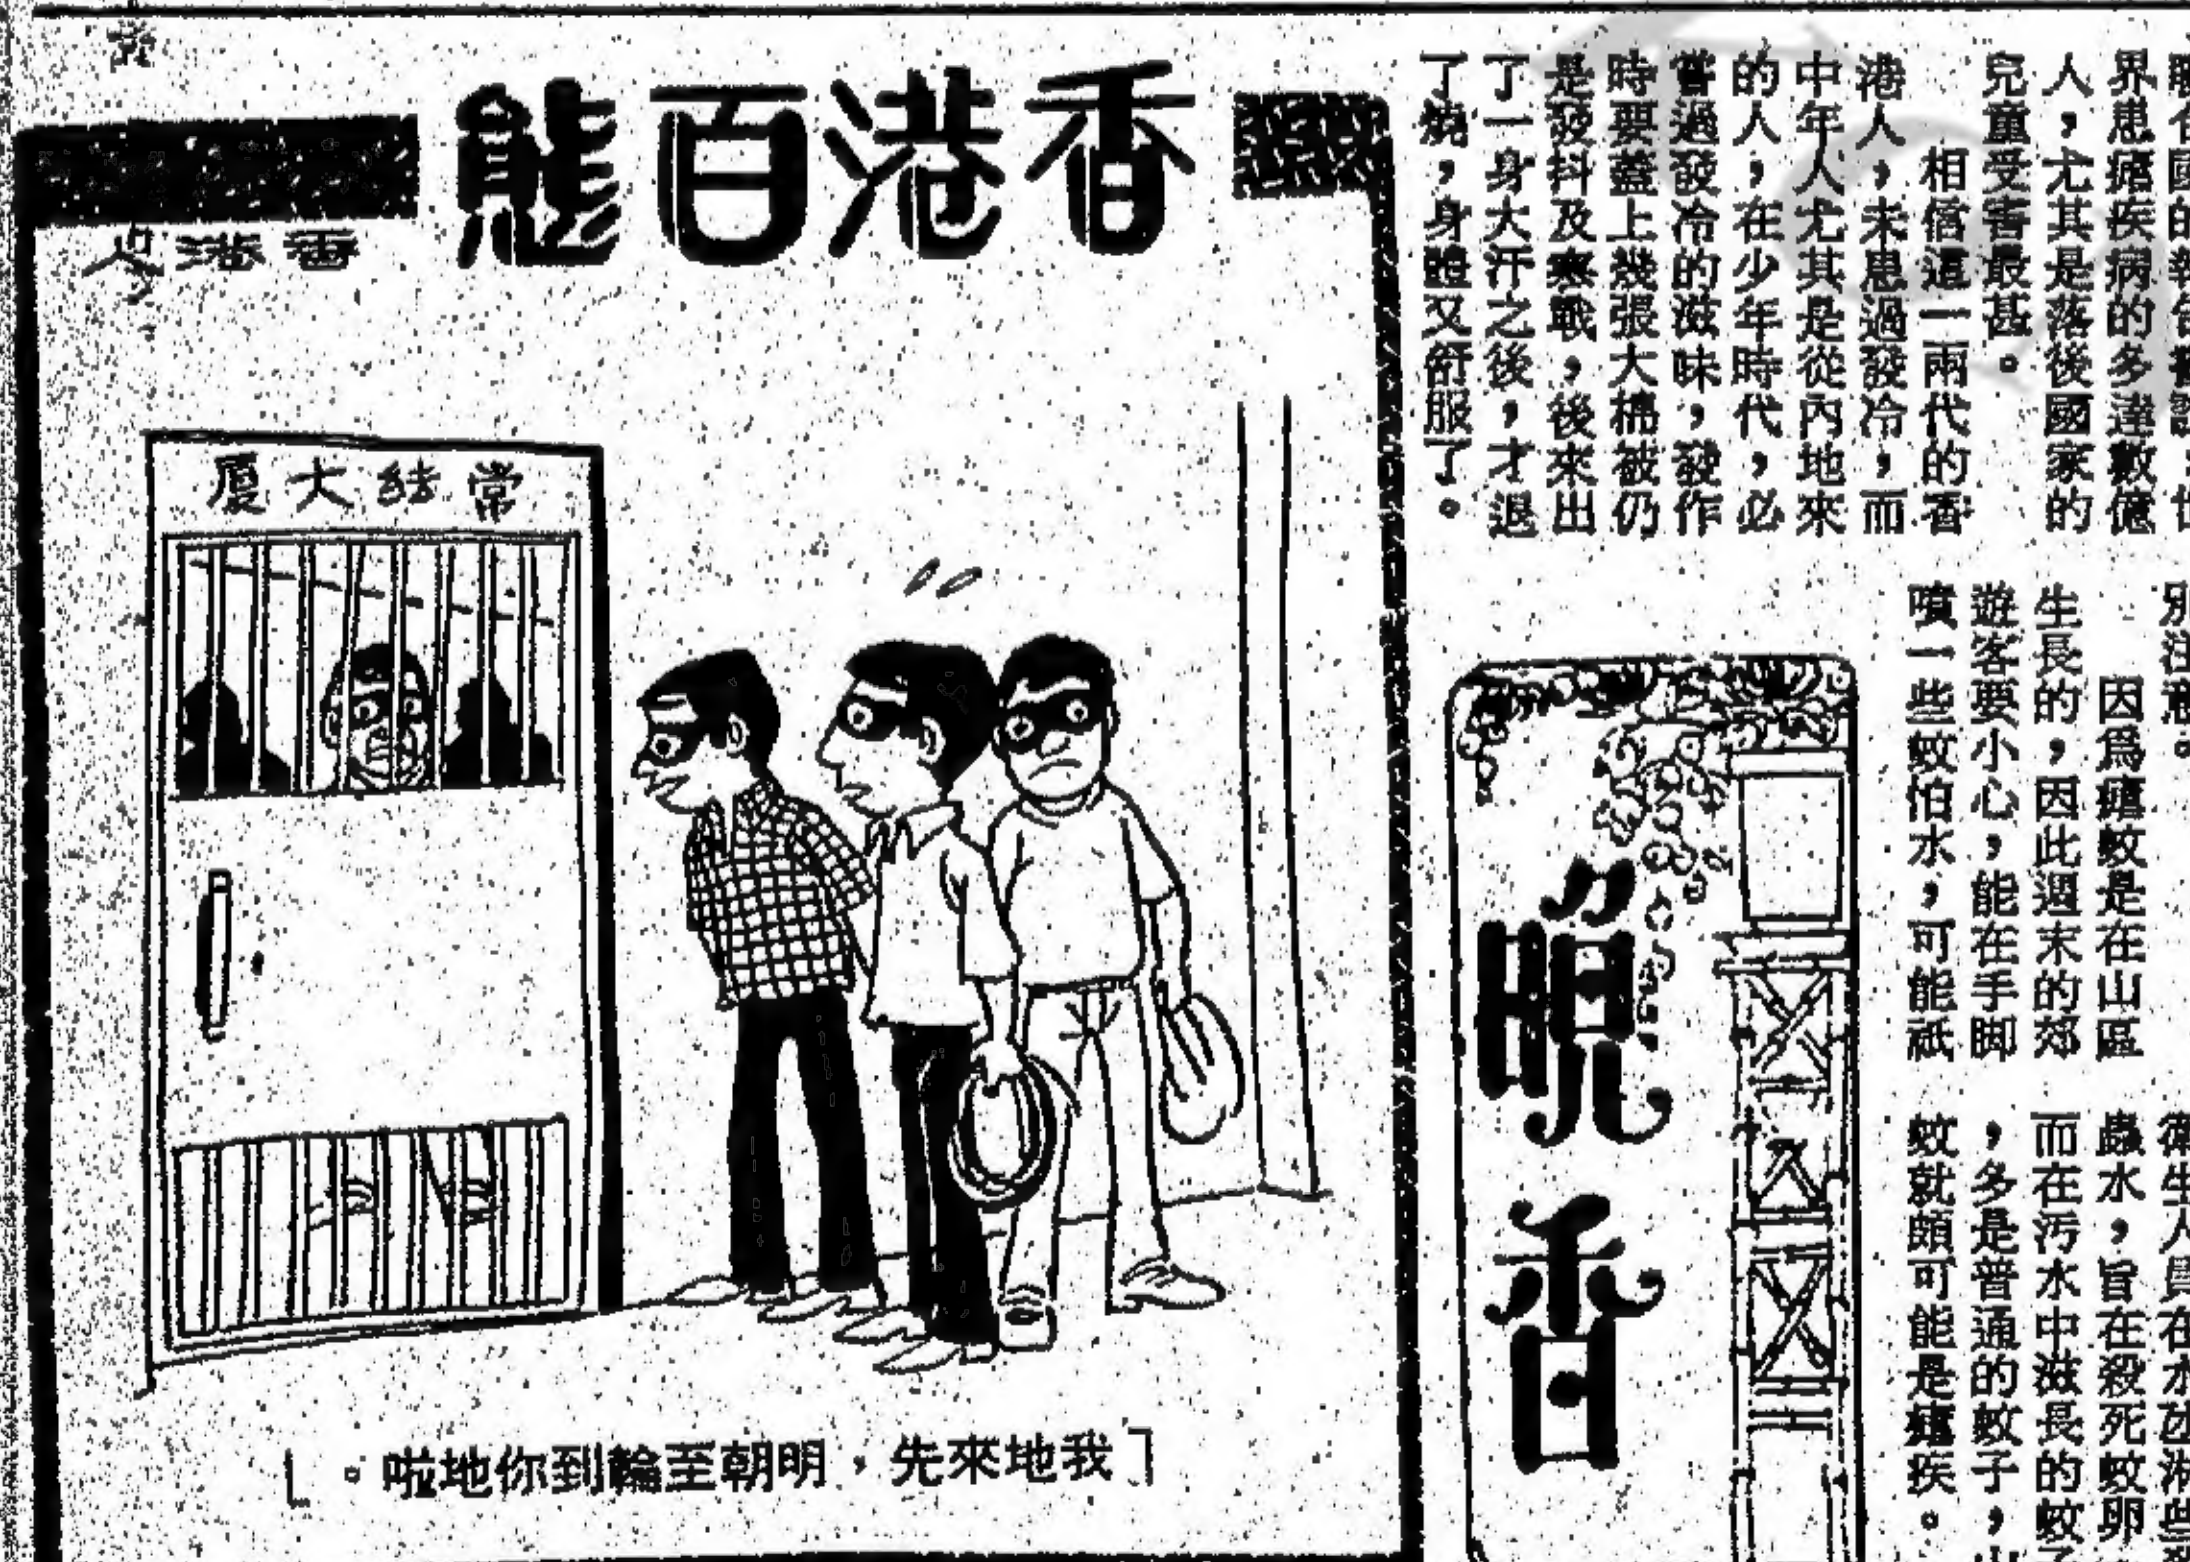 香港百態
香港人
常結大廈
「我地來先，明朝至輪到你地啦。」
界患瘧疾病的多達數億
人，尤其是落後國家的
兒童受害最甚。
相信這一兩代的香
港人，未患過發冷，而
中年人尤其是從內地來
的人，在少年時代，必
嘗過發冷的滋味，發作
時要蓋上幾張大棉被仍
是發抖及寒戰，後來出
了一身大汗之後，才退
了燒，身體又舒服了。
別注意。
因爲瘧蚊是在山區
生長的，因此週末的郊
遊客要小心，能在手脚
噴一些蚊怕水，可能祇
蟲水，旨在殺死蚊卵
而在污水中滋長的蚊子
，多是普通的蚊子，
蚊就頗可能是瘧疾。
晚香